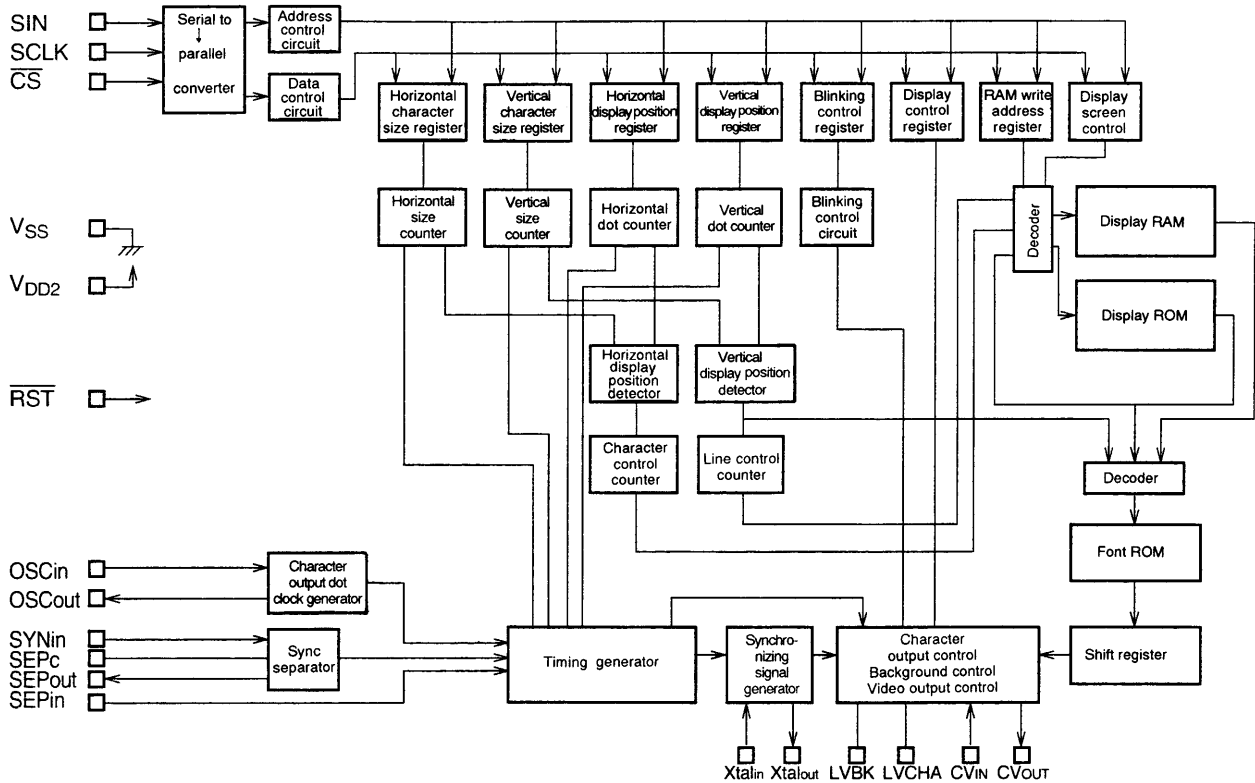 SIN
SCLK
CS
Serial to
parallel
converter
Address
control
circuit
Data
control
circuit
Horizontal
character
size register
Vertical
character
size register
Horizontal
display position
register
Vertical
display position
register
Blinking
control
register
Display
control
register
RAM write
address
register
Display
screen
control
VSS
VDD2
RST
Horizontal
size
counter
Vertical
size
counter
Horizontal
dot counter
Vertical
dot counter
Blinking
control
circuit
Decoder
Display RAM
Display ROM
Horizontal
display
position
detector
Vertical
display position
detector
Character
control
counter
Line control
counter
Decoder
Font ROM
Shift register
OSCin
OSCout
SYNin
SEPc
SEPout
SEPin
Character
output dot
clock generator
Sync
separator
Timing generator
Synchro-
nizing
signal
generator
Character
output control
Background control
Video output control
Xtalin
Xtalout
LVBK
LVCHA
CVIN
CVOUT